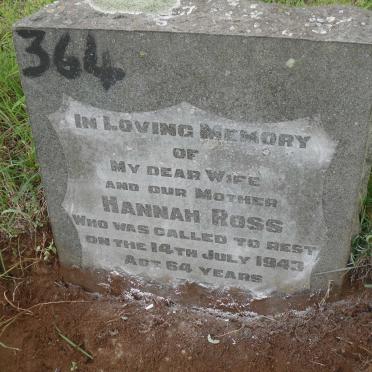 364
IN LOVING MEMORY
OF
MY DEAR WIFE
AND OUR MOTHER
HANNAH ROSS
WHO WAS CALLED TO REST
ON THE 14TH JULY 1943
AGT 64 YEARS